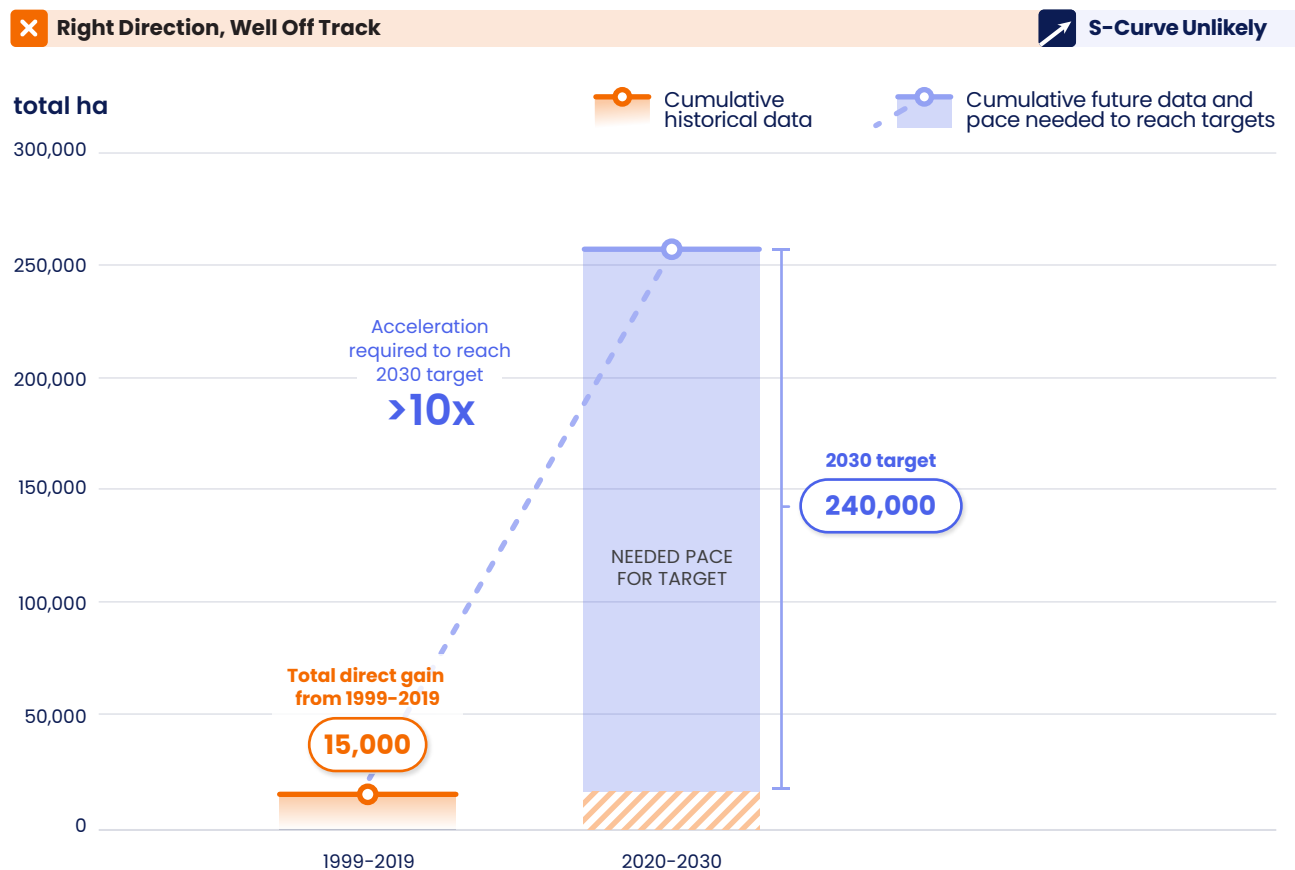 Right Direction, Well Off Track
S-Curve Unlikely
total ha
Cumulative
historical data
Cumulative future data and
pace needed to reach targets
300,000
250,000
200,000
150,000
100,000
50,000
0
Acceleration
required to reach
2030 target
>10x
2030 target
240,000
NEEDED PACE
FOR TARGET
Total direct gain
from 1999-2019
15,000
1999-2019
2020-2030